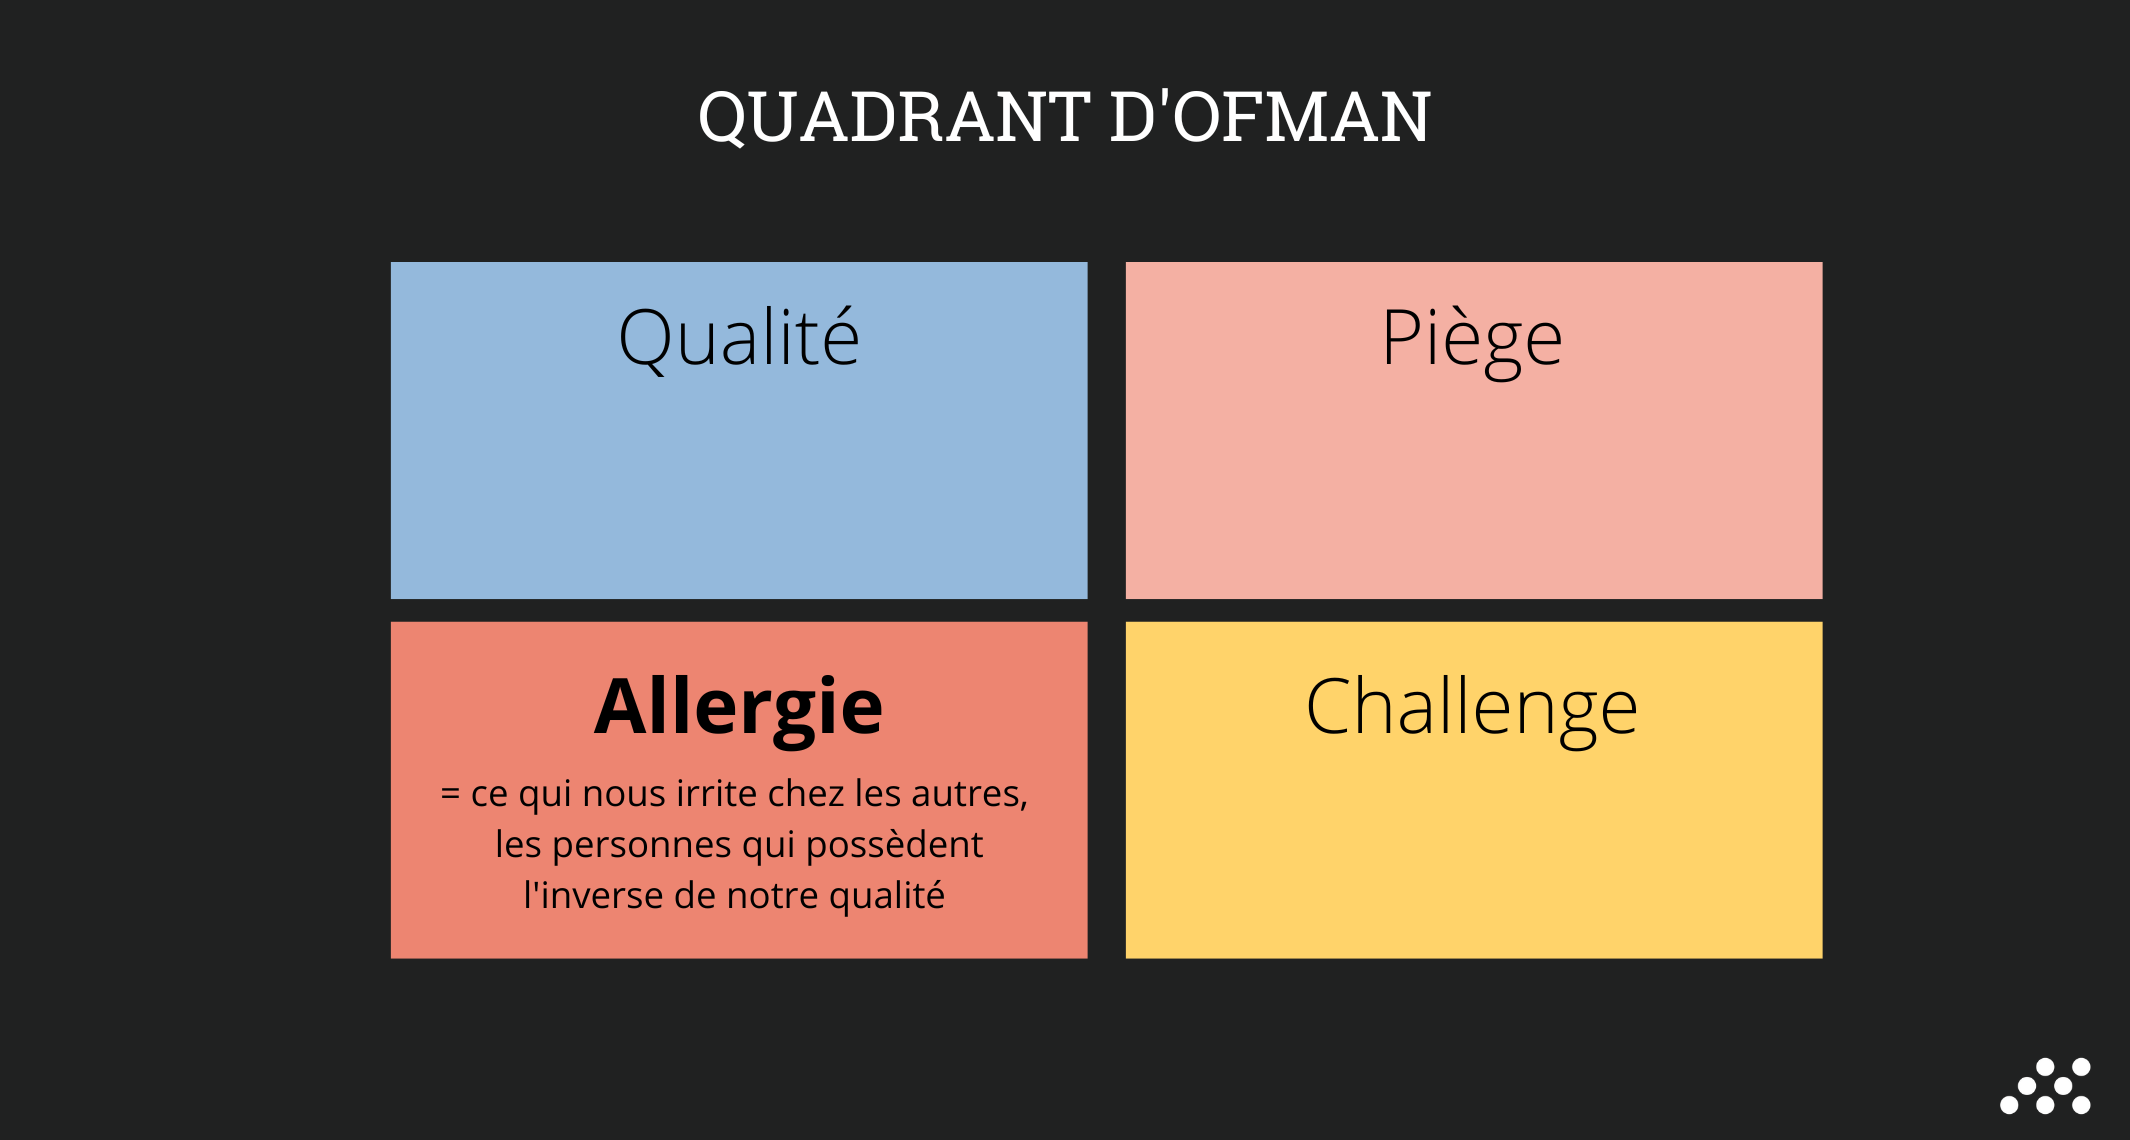 QUADRANT D'OFMAN
Qualité
Piège
Allergie
= ce qui nous irrite chez les autres,
les personnes qui possèdent
l'inverse de notre qualité
Challenge